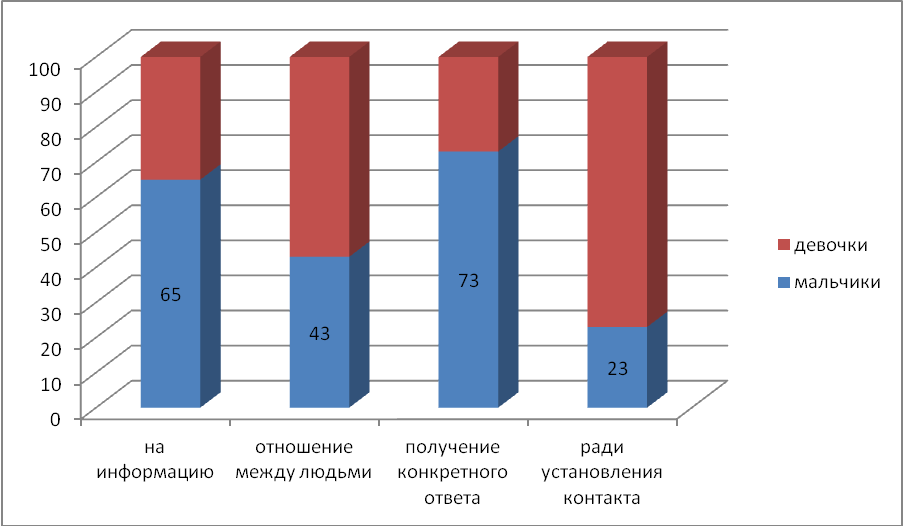 100
90
80
70
60
50
40
30
20
10
0
65
43
73
23
на
информацию
отношение
между людьми
получение
конкретного
ответа
ради
установления
контакта
девочки
мальчики